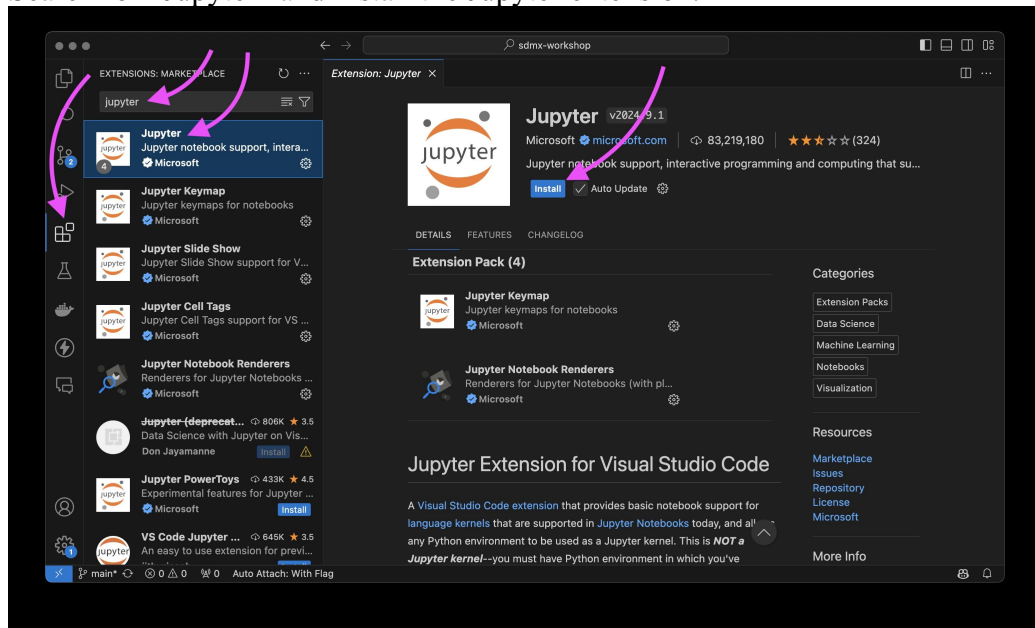 Search for "Jupyter" and install the Jupyter extension.
sdmx-workshop
EXTENSIONS: MARKETPLACE
jupyter
Jupyter
Jupyter notebook support, intera...
Microsoft
4
Jupyter Keymap
Jupyter keymaps for notebooks
Microsoft
Jupyter Slide Show
Jupyter Slide Show support for V...
Microsoft
Jupyter Cell Tags
Jupyter Cell Tags support for VS ...
Microsoft
Jupyter Notebook Renderers
Renderers for Jupyter Notebooks ...
Microsoft
Jupyter (deprecat... 806K ★ 3.5
Data Science with Jupyter on Vis...
Don Jayamanne Install
Jupyter PowerToys 433K ★ 4.5
Experimental features for Jupyter ...
Microsoft Install
VS Code Jupyter ... 645K ★ 3.5
An easy to use extension for previ...
2
1
Extension: Jupyter
jupyter
Jupyter v2024.9.1
Microsoft microsoft.com 83,219,180 (324)
Jupyter notebook support, interactive programming and computing that su...
Install Auto Update
DETAILS FEATURES CHANGELOG
Extension Pack (4)
Jupyter Keymap
Jupyter keymaps for notebooks
Microsoft
Jupyter Notebook Renderers
Renderers for Jupyter Notebooks (with pl...
Microsoft
Jupyter Extension for Visual Studio Code
A Visual Studio Code extension that provides basic notebook support for
language kernels that are supported in Jupyter Notebooks today, and
any Python environment to be used as a Jupyter kernel. This is NOT a
Jupyter kernel--you must have Python environment in which you've
Categories
Extension Packs
Data Science
Machine Learning
Notebooks
Visualization
Resources
Marketplace
Issues
Repository
License
Microsoft
More Info
main* 0 0 0 Auto Attach: With Flag